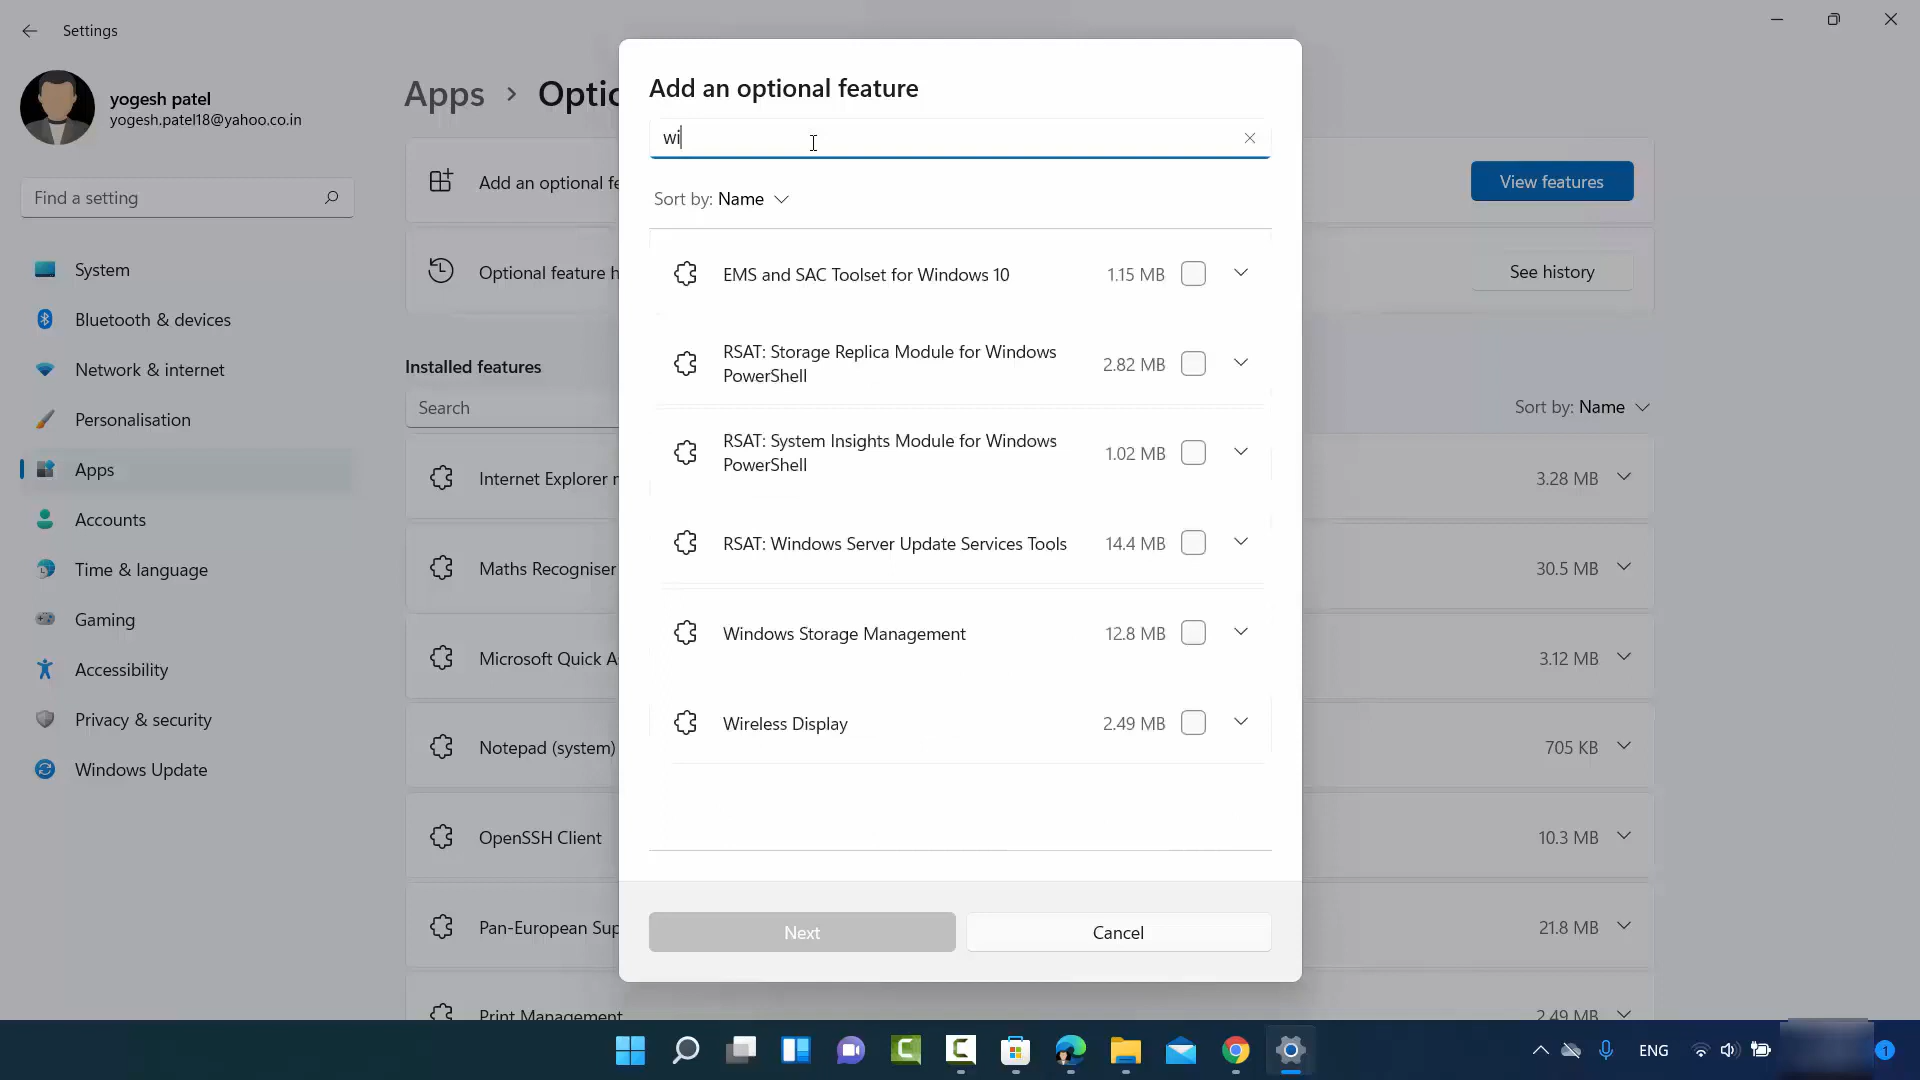 Settings
yogesh patel
yogesh.patel18@yahoo.co.in
Find a setting
System
Bluetooth & devices
Network & internet
Personalisation
Apps
Accounts
Time & language
Gaming
Accessibility
Privacy & security
Windows Update
Apps > Optio
Add an optional fe
View features
Optional feature h
See history
Installed features
Search
Sort by: Name
Internet Explorer m
3.28 MB
Maths Recogniser
30.5 MB
Microsoft Quick As
3.12 MB
Notepad (system)
705 KB
OpenSSH Client
10.3 MB
Pan-European Sup
21.8 MB
Print Management
2.49 MB
Add an optional feature
wi
Sort by: Name
EMS and SAC Toolset for Windows 10
1.15 MB
RSAT: Storage Replica Module for Windows
PowerShell
2.82 MB
RSAT: System Insights Module for Windows
PowerShell
1.02 MB
RSAT: Windows Server Update Services Tools
14.4 MB
Windows Storage Management
12.8 MB
Wireless Display
2.49 MB
Next
Cancel
ENG
1